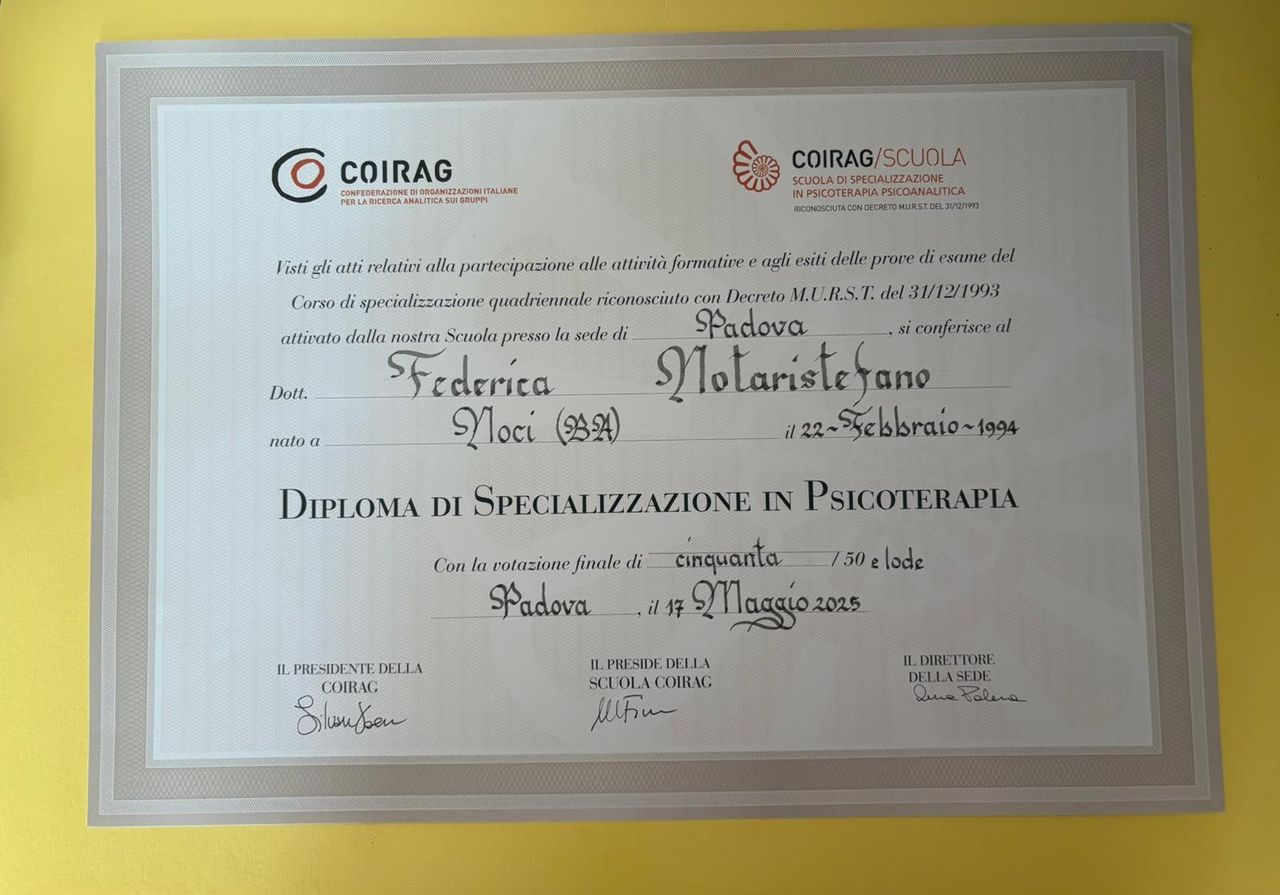 COIRAG
CONFEDERAZIONE DI ORGANIZZAZIONI ITALIANE
PER LA RICERCA ANALITICA SUI GRUPPI
COIRAG/SCUOLA
SCUOLA DI SPECIALIZZAZIONE
IN PSICOTERAPIA PSICOANALITICA
RICONOSCIUTA CON DECRETO M.U.R.S.T. DEL 31/12/1993
Visti gli atti relativi alla partecipazione alle attività formative e agli esiti delle prove di esame del
Corso di specializzazione quadriennale riconosciuto con Decreto M.U.R.S.T. del 31/12/1993
attivato dalla nostra Scuola presso la sede di Padova, si conferisce al
Dott. Federica Notaristefano
nato a Noci (BA) il 22~Febbraio~1994
DIPLOMA DI SPECIALIZZAZIONE IN PSICOTERAPIA
Con la votazione finale di cinquanta /50 e lode
Padova, il 17 Maggio 2025
IL PRESIDENTE DELLA
COIRAG
IL PRESIDE DELLA
SCUOLA COIRAG
IL DIRETTORE
DELLA SEDE